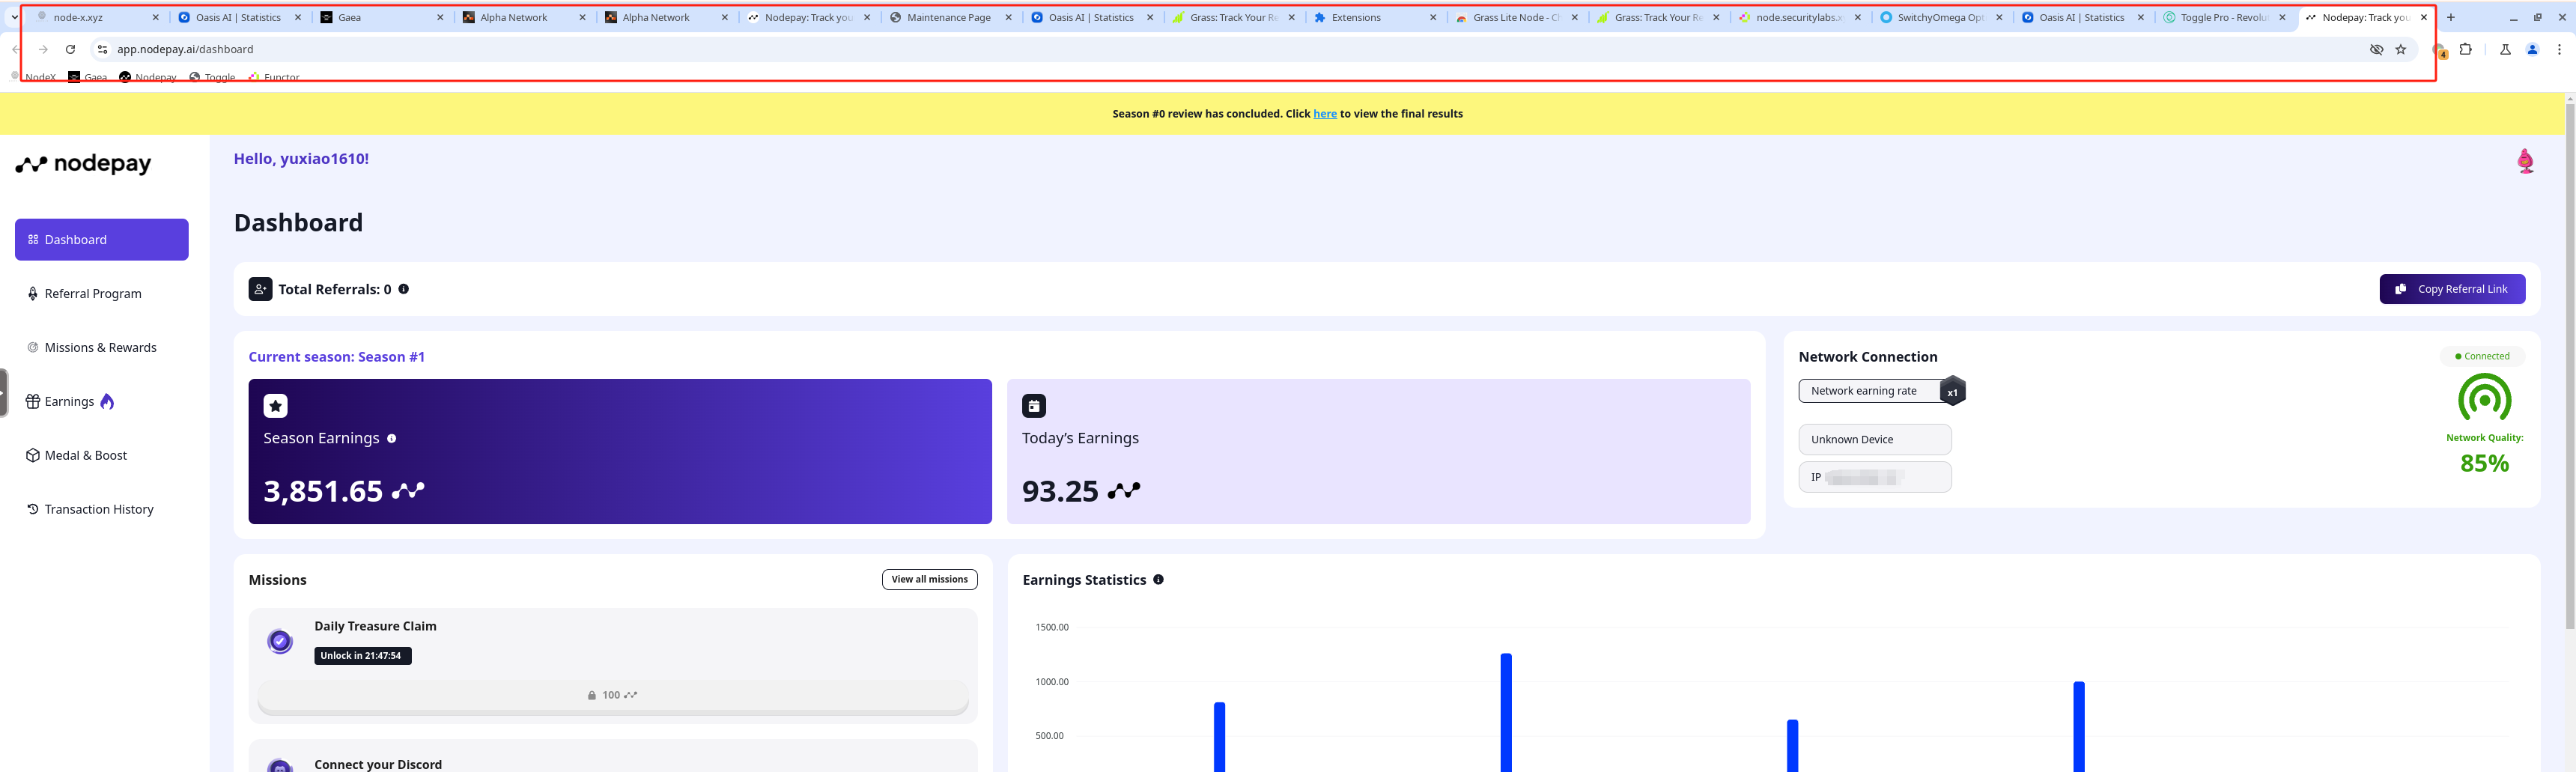 node-x.xyz
Oasis AI | Statistics
Gaea
Alpha Network
Alpha Network
Nodepay: Track you
Maintenance Page
Oasis AI | Statistics
Grass: Track Your Re
Extensions
Grass Lite Node - Ch
Grass: Track Your Re
node.securitylabs.x
SwitchyOmega Opt
Oasis AI | Statistics
Toggle Pro - Revolut
Nodepay: Track you
app.nodepay.ai/dashboard
4
NodeX Gaea Nodepay Toggle Functor
Season #0 review has concluded. Click here to view the final results
nodepay
Hello, yuxiao1610!
Dashboard
Dashboard
Referral Program
Missions & Rewards
Earnings
Medal & Boost
Transaction History
Total Referrals: 0
Copy Referral Link
Current season: Season #1
Season Earnings
3,851.65
Today's Earnings
93.25
Network Connection
Connected
Network earning rate x1
Unknown Device
IP
Network Quality:
85%
Missions
View all missions
Daily Treasure Claim
Unlock in 21:47:54
100
Connect your Discord
Earnings Statistics
1500.00
1000.00
500.00